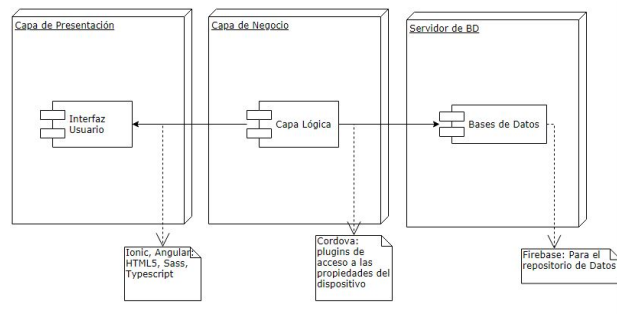 Capa de Presentación
Capa de Negocio
Servidor de BD
Interfaz
Usuario
Capa Lógica
Bases de Datos
Ionic, Angular,
HTML5, Sass,
Typescript
Cordova:
plugins de
acceso a las
propiedades del
dispositivo
Firebase: Para el
repositorio de Datos